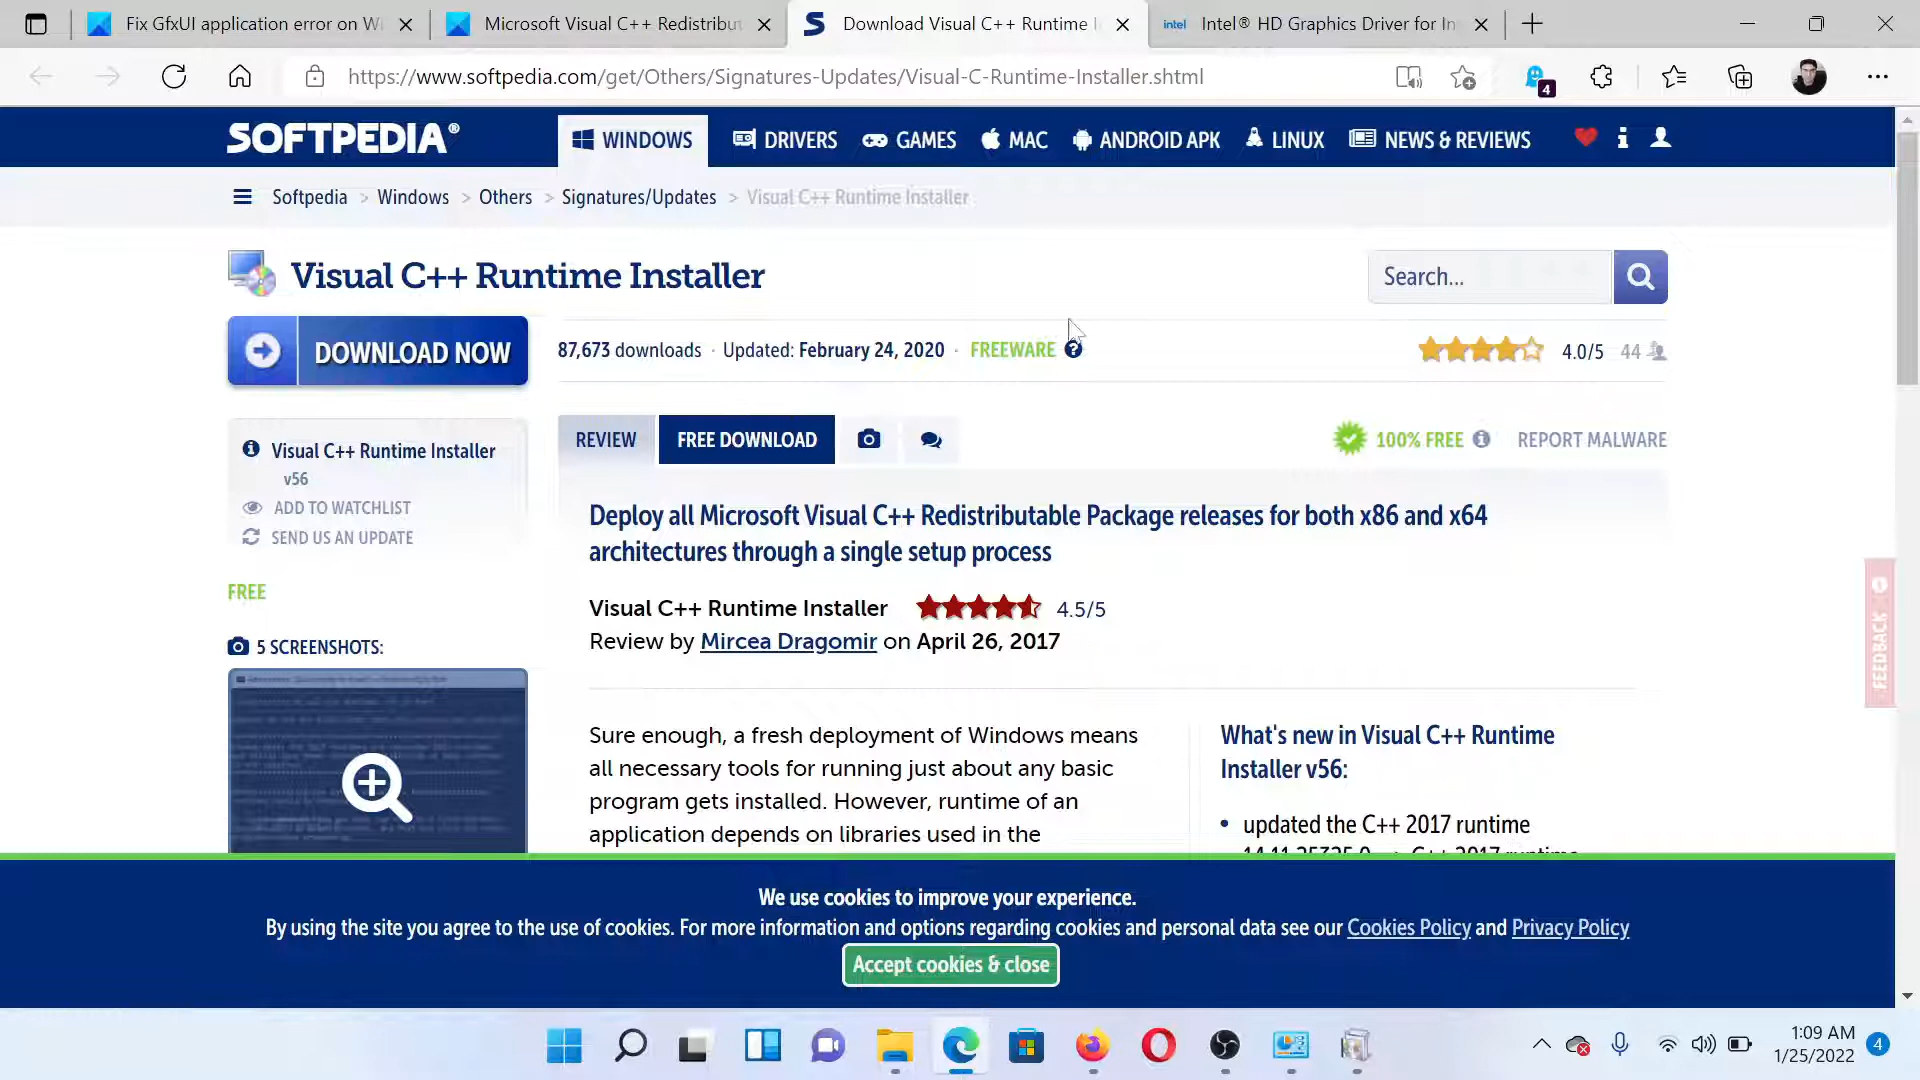 Fix GfxUI application error on Wi
Microsoft Visual C++ Redistribut
Download Visual C++ Runtime I
intel Intel® HD Graphics Driver for In
https://www.softpedia.com/get/Others/Signatures-Updates/Visual-C-Runtime-Installer.shtml
4
SOFTPEDIA®
WINDOWS
DRIVERS
GAMES
MAC
ANDROID APK
LINUX
NEWS & REVIEWS
Softpedia > Windows > Others > Signatures/Updates > Visual C++ Runtime Installer
Visual C++ Runtime Installer
Search...
DOWNLOAD NOW
87,673 downloads · Updated: February 24, 2020 · FREEWARE
4.0/5 44
REVIEW
FREE DOWNLOAD
100% FREE
REPORT MALWARE
Visual C++ Runtime Installer
v56
ADD TO WATCHLIST
SEND US AN UPDATE
FREE
5 SCREENSHOTS:
Deploy all Microsoft Visual C++ Redistributable Package releases for both x86 and x64
architectures through a single setup process
Visual C++ Runtime Installer 4.5/5
Review by Mircea Dragomir on April 26, 2017
Sure enough, a fresh deployment of Windows means
all necessary tools for running just about any basic
program gets installed. However, runtime of an
application depends on libraries used in the
What's new in Visual C++ Runtime
Installer v56:
• updated the C++ 2017 runtime
FEEDBACK
We use cookies to improve your experience.
By using the site you agree to the use of cookies. For more information and options regarding cookies and personal data see our Cookies Policy and Privacy Policy
Accept cookies & close
1:09 AM
1/25/2022
4